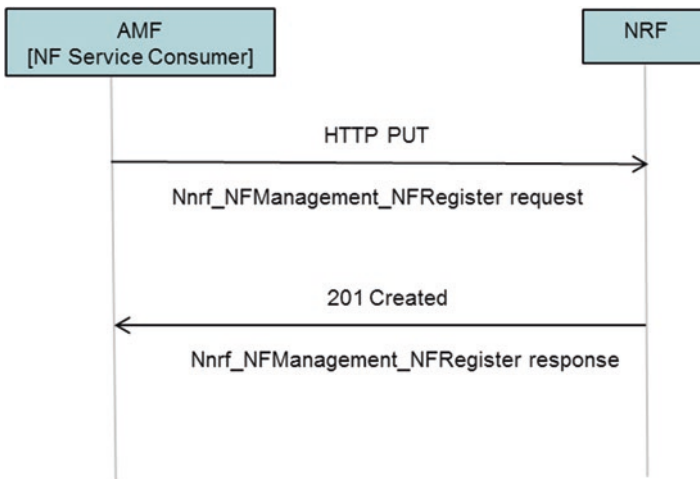 AMF
[NF Service Consumer]
NRF
HTTP PUT
Nnrf_NFManagement_NFRegister request
201 Created
Nnrf_NFManagement_NFRegister response